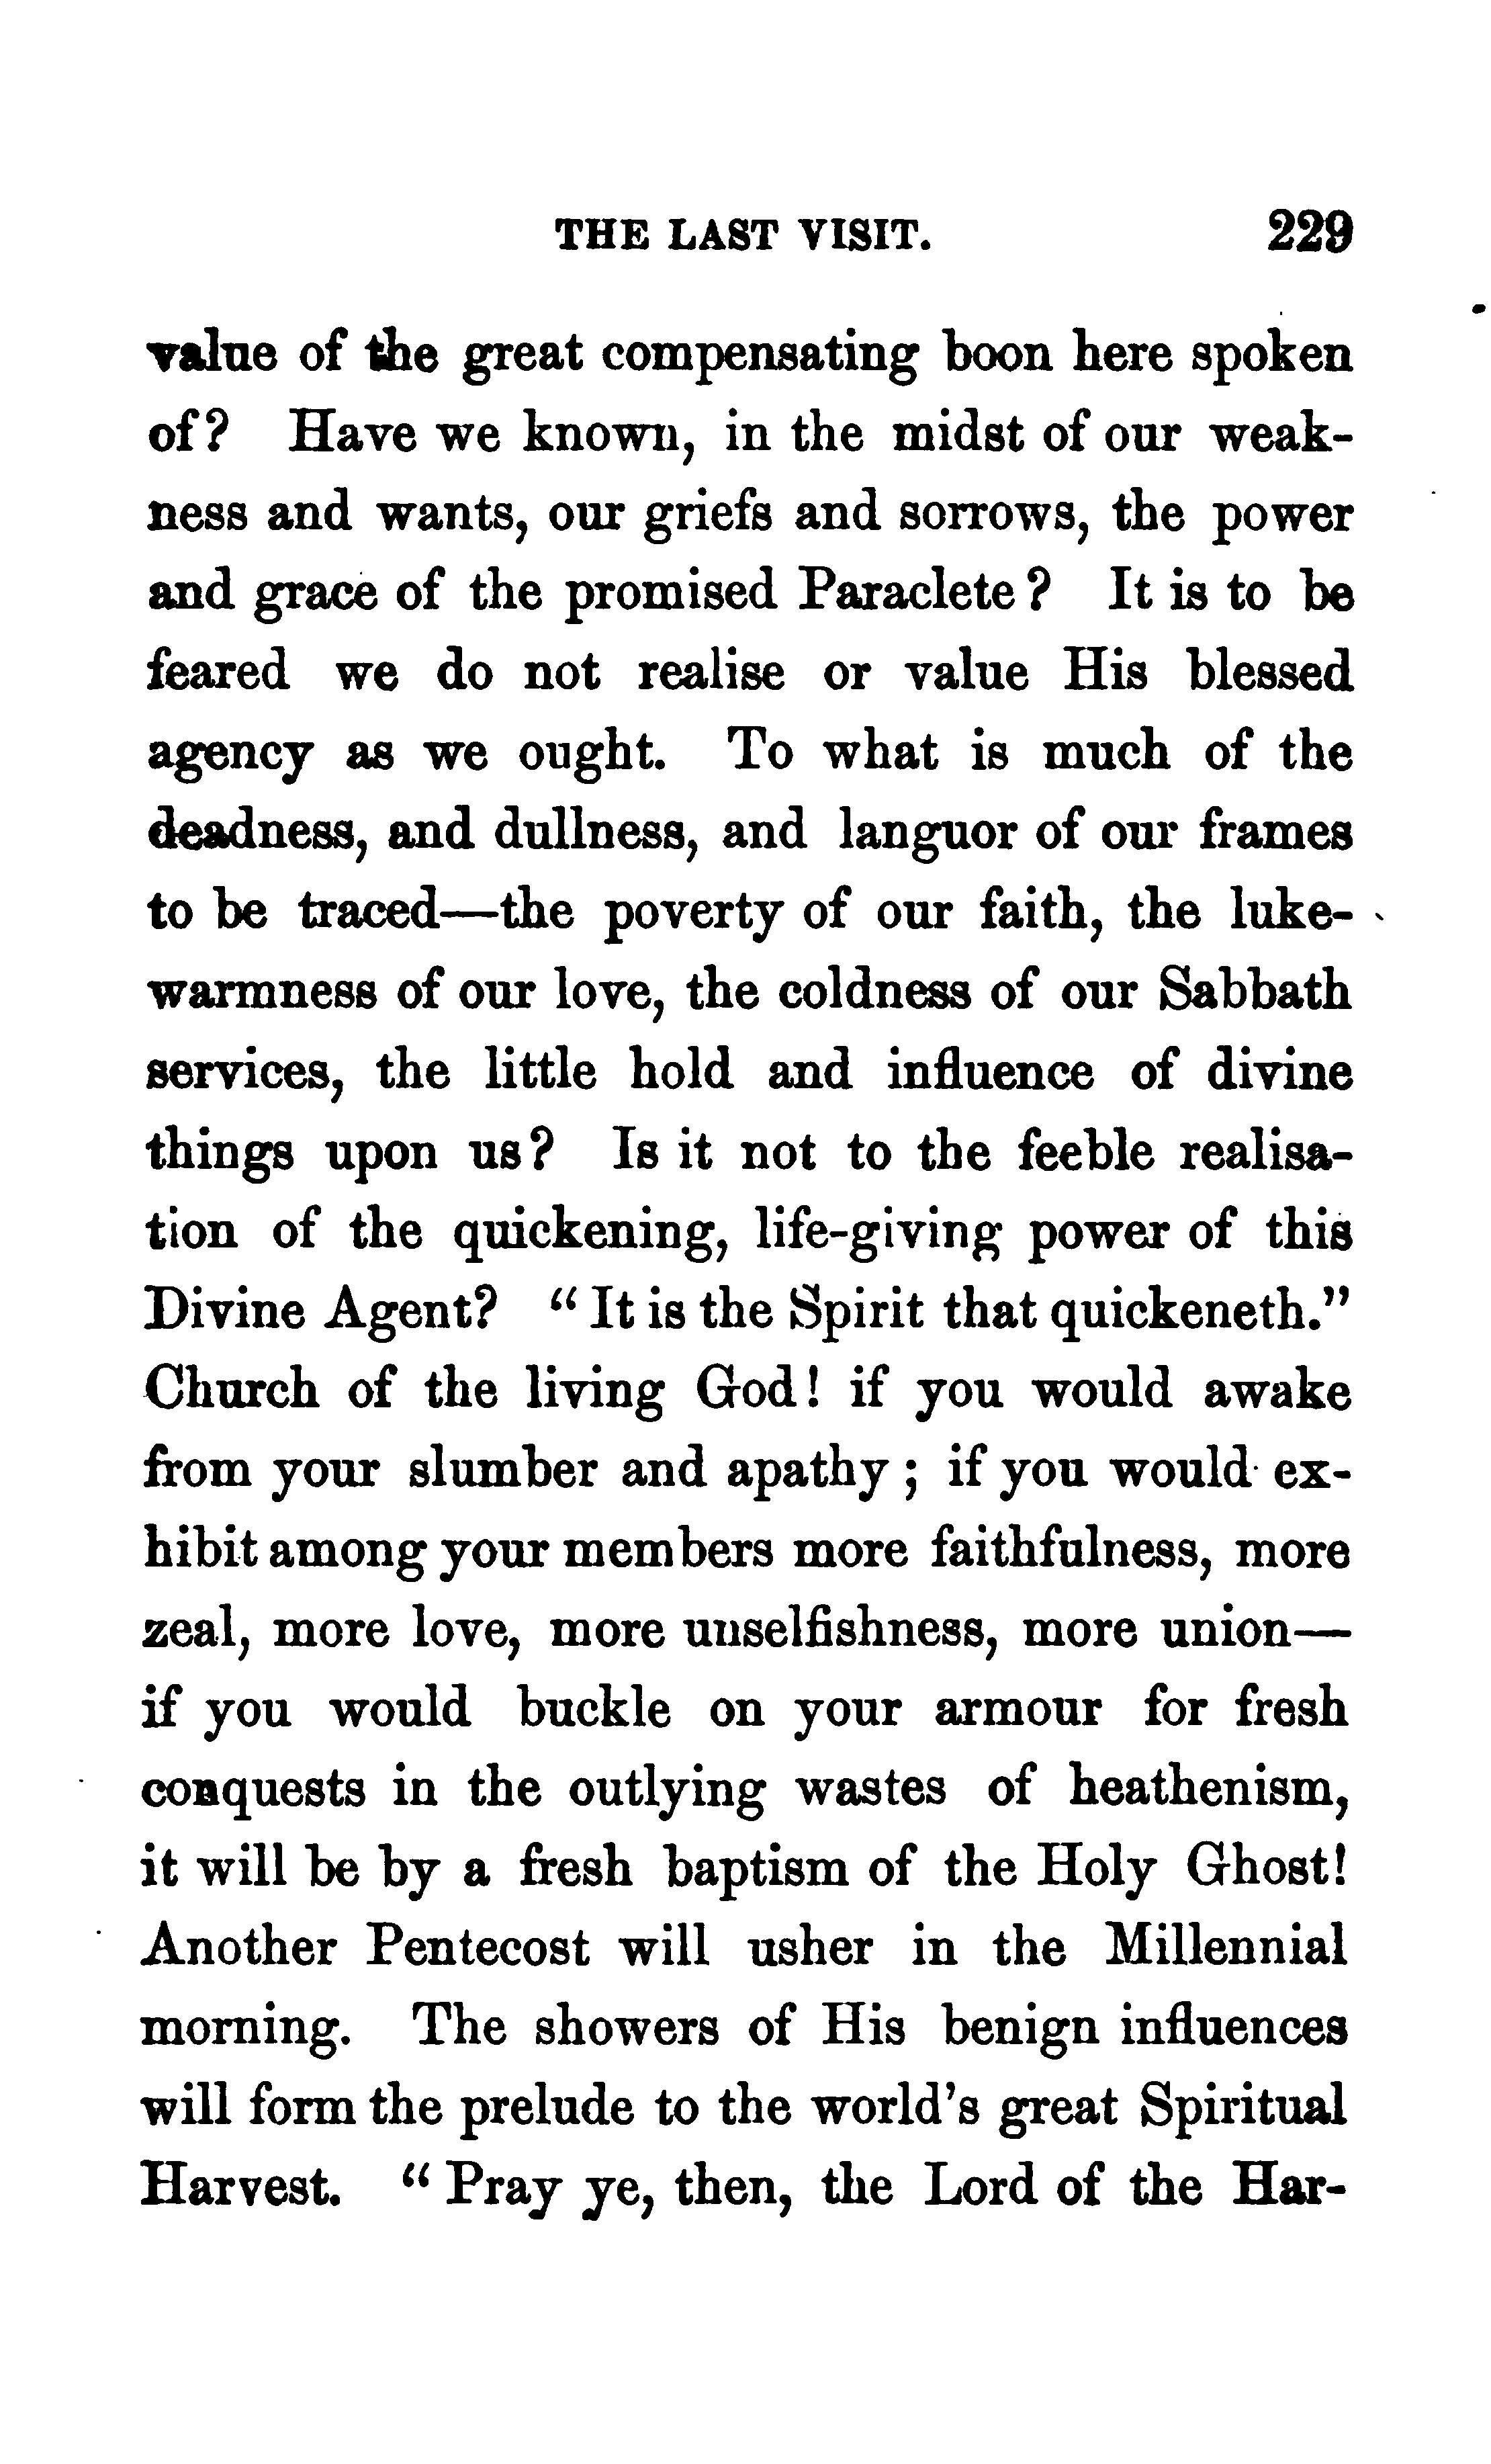 THE LAST VISIT. 229
value of the great compensating boon here spoken
of? Have we known, in the midst of our weak-
ness and wants, our griefs and sorrows, the power
and grace of the promised Paraclete? It is to be
feared we do not realise or value His blessed
agency as we ought. To what is much of the
deadness, and dullness, and languor of our frames
to be traced—the poverty of our faith, the luke-
warmness of our love, the coldness of our Sabbath
services, the little hold and influence of divine
things upon us? Is it not to the feeble realisa-
tion of the quickening, life-giving power of this
Divine Agent? "It is the Spirit that quickeneth."
Church of the living God! if you would awake
from your slumber and apathy; if you would ex-
hibit among your members more faithfulness, more
zeal, more love, more unselfishness, more union—
if you would buckle on your armour for fresh
conquests in the outlying wastes of heathenism,
it will be by a fresh baptism of the Holy Ghost!
Another Pentecost will usher in the Millennial
morning. The showers of His benign influences
will form the prelude to the world's great Spiritual
Harvest. "Pray ye, then, the Lord of the Har-